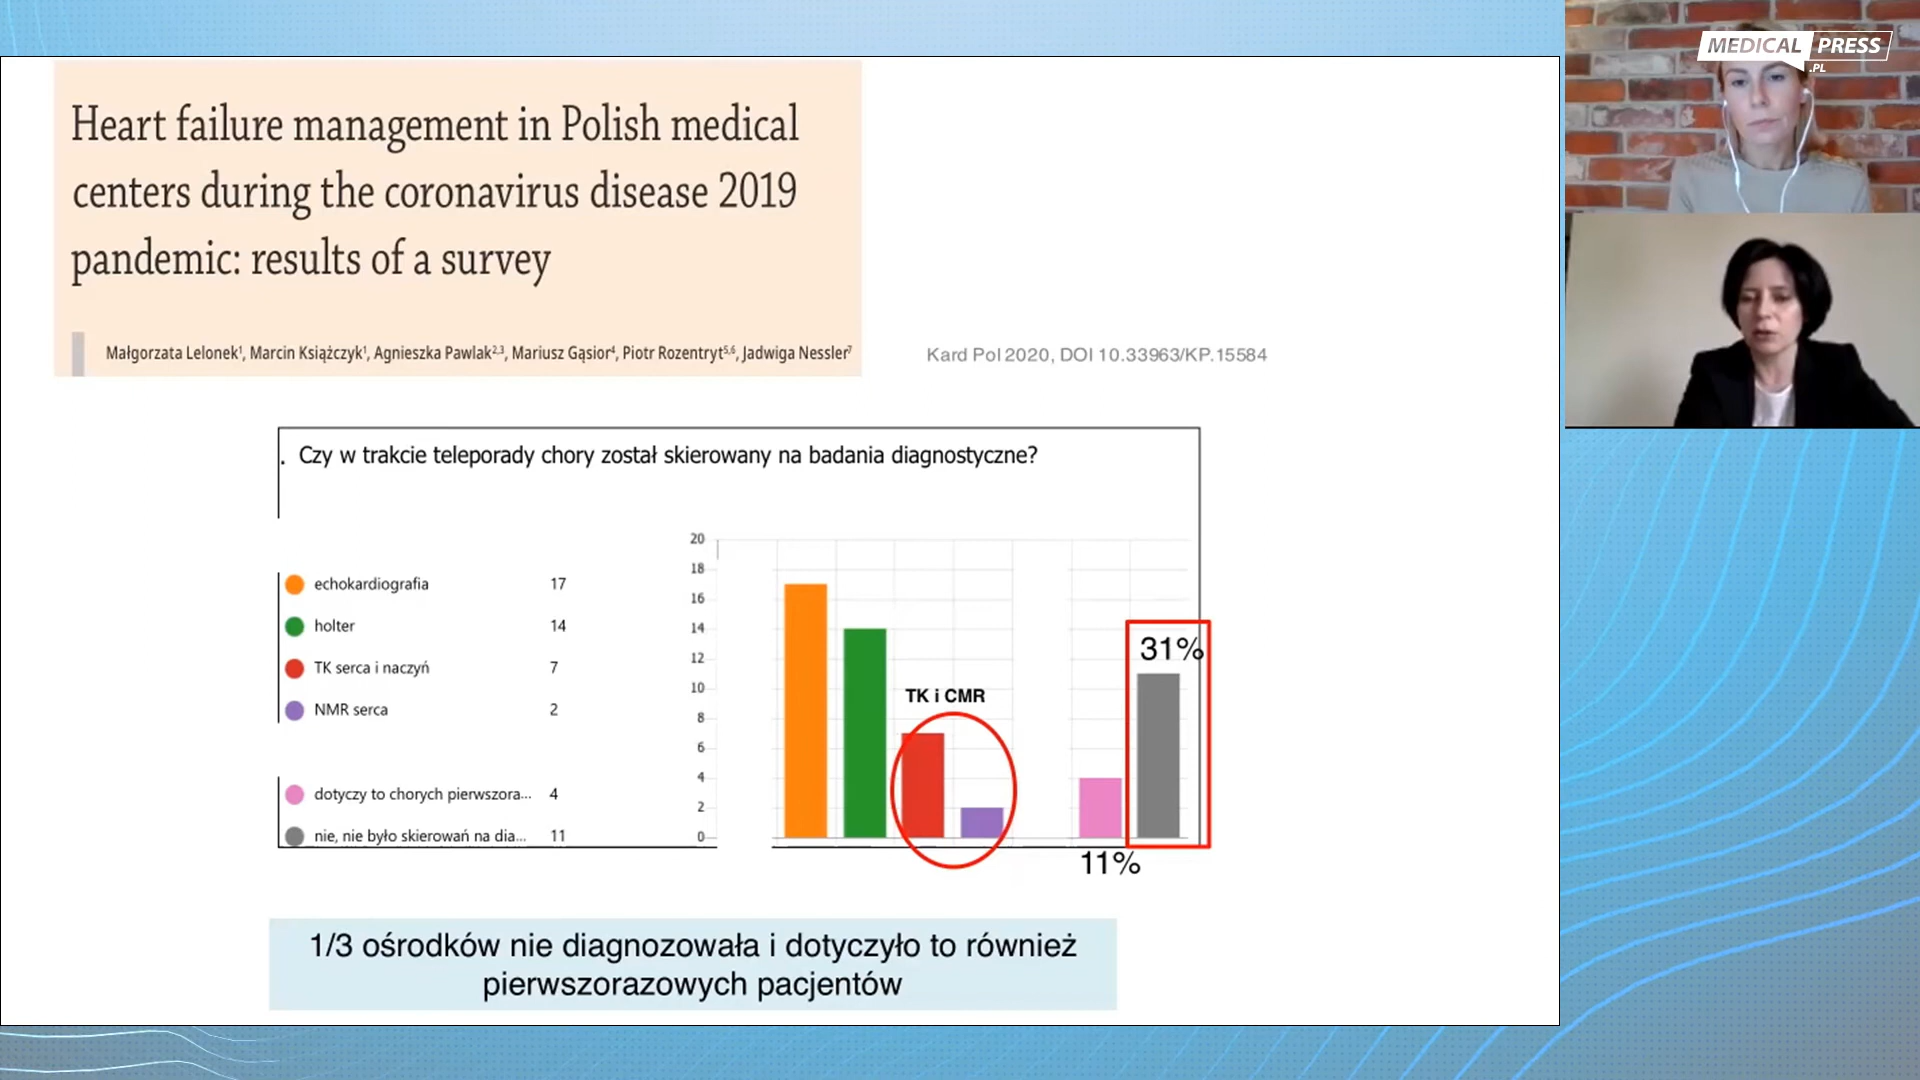 MEDICAL PRESS
.PL
Heart failure management in Polish medical
centers during the coronavirus disease 2019
pandemic: results of a survey
Małgorzata Lelonek¹, Marcin Książczyk¹, Agnieszka Pawlak²,³, Mariusz Gąsior⁴, Piotr Rozentryt⁵,⁶, Jadwiga Nessler⁷
Kard Pol 2020, DOI 10.33963/KP.15584
. Czy w trakcie teleporady chory został skierowany na badania diagnostyczne?
echokardiografia 17
holter 14
TK serca i naczyń 7
NMR serca 2
dotyczy to chorych pierwszora... 4
nie, nie było skierowań na dia... 11
20
18
16
14
12
10
8
6
4
2
0
TK i CMR
31%
11%
1/3 ośrodków nie diagnozowała i dotyczyło to również
pierwszorazowych pacjentów